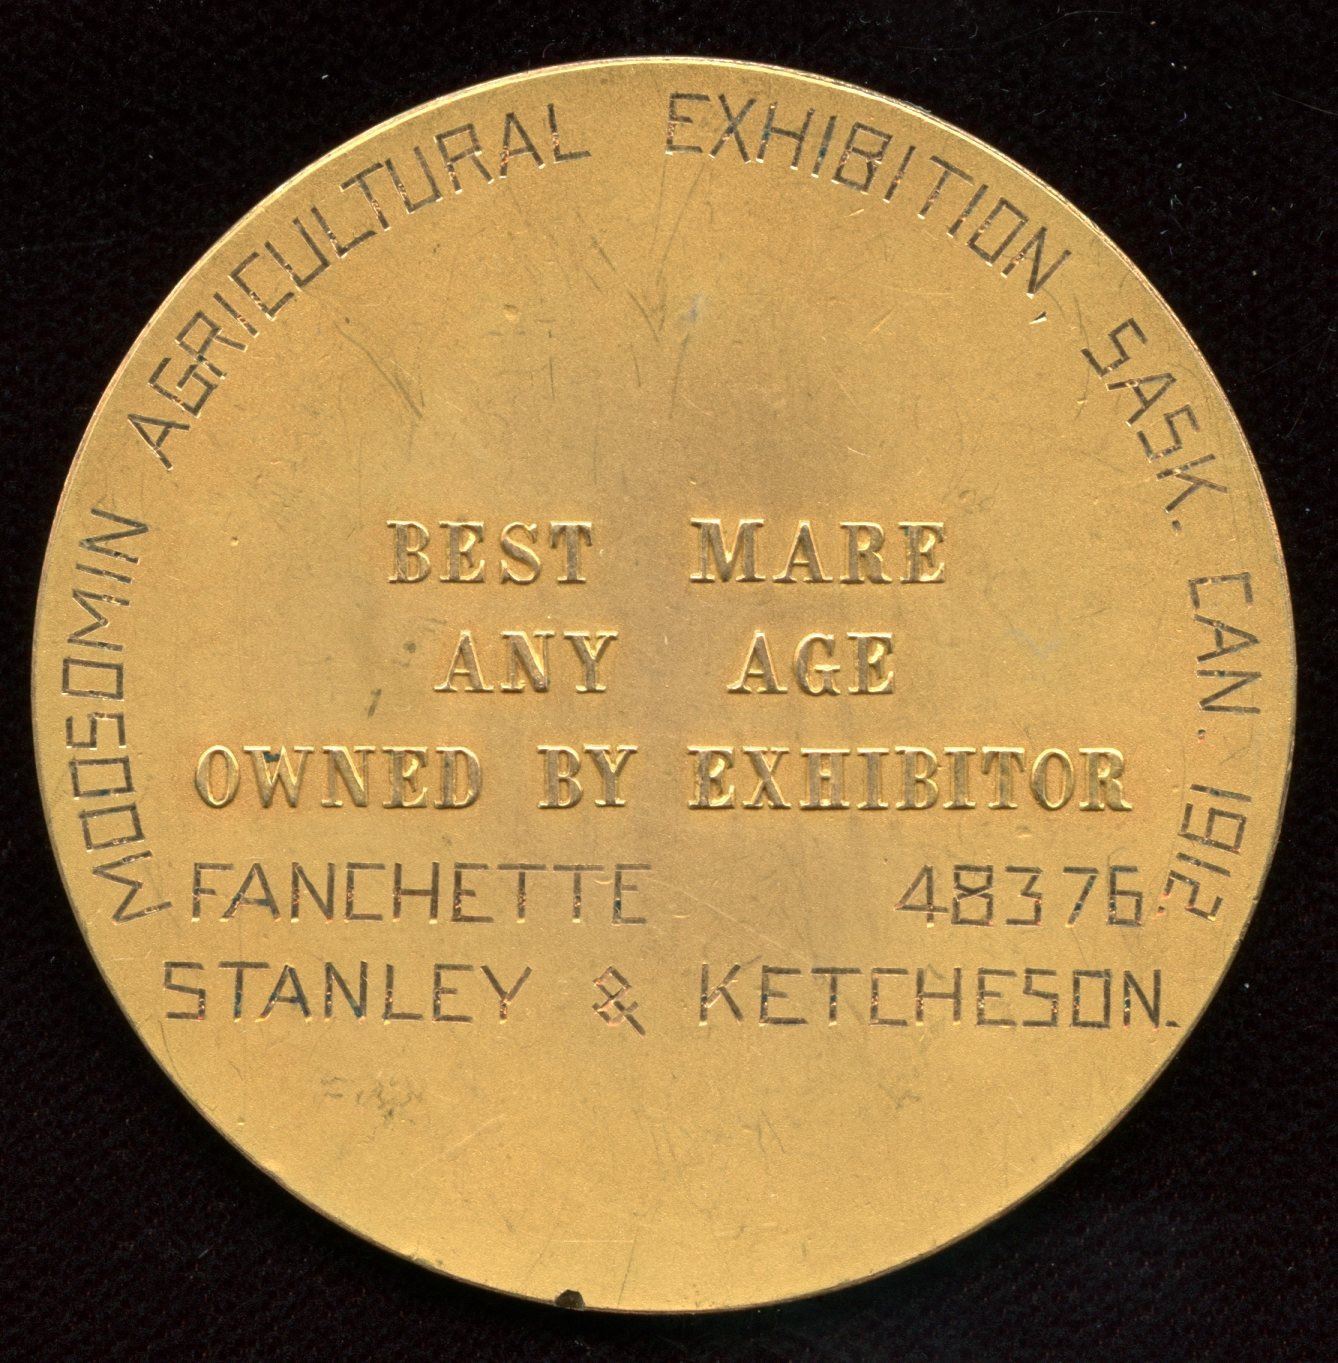 MOOSOMIN AGRICULTURAL EXHIBITION, SASK. CAN. 1912.
BEST MARE
ANY AGE
OWNED BY EXHIBITOR
FANCHETTE 48376
STANLEY & KETCHESON.